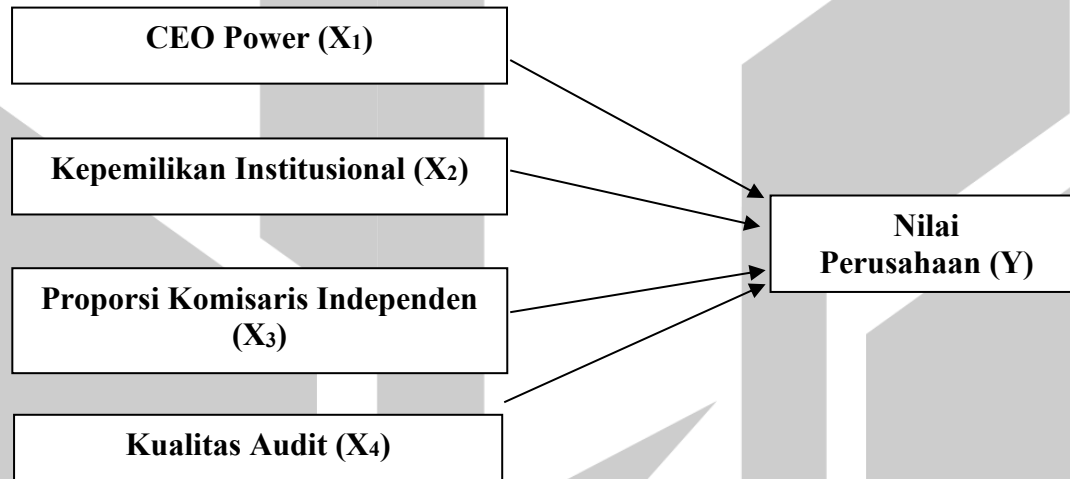 CEO Power (X₁)
Kepemilikan Institusional (X₂)
Nilai
Perusahaan (Y)
Proporsi Komisaris Independen
(X₃)
Kualitas Audit (X₄)